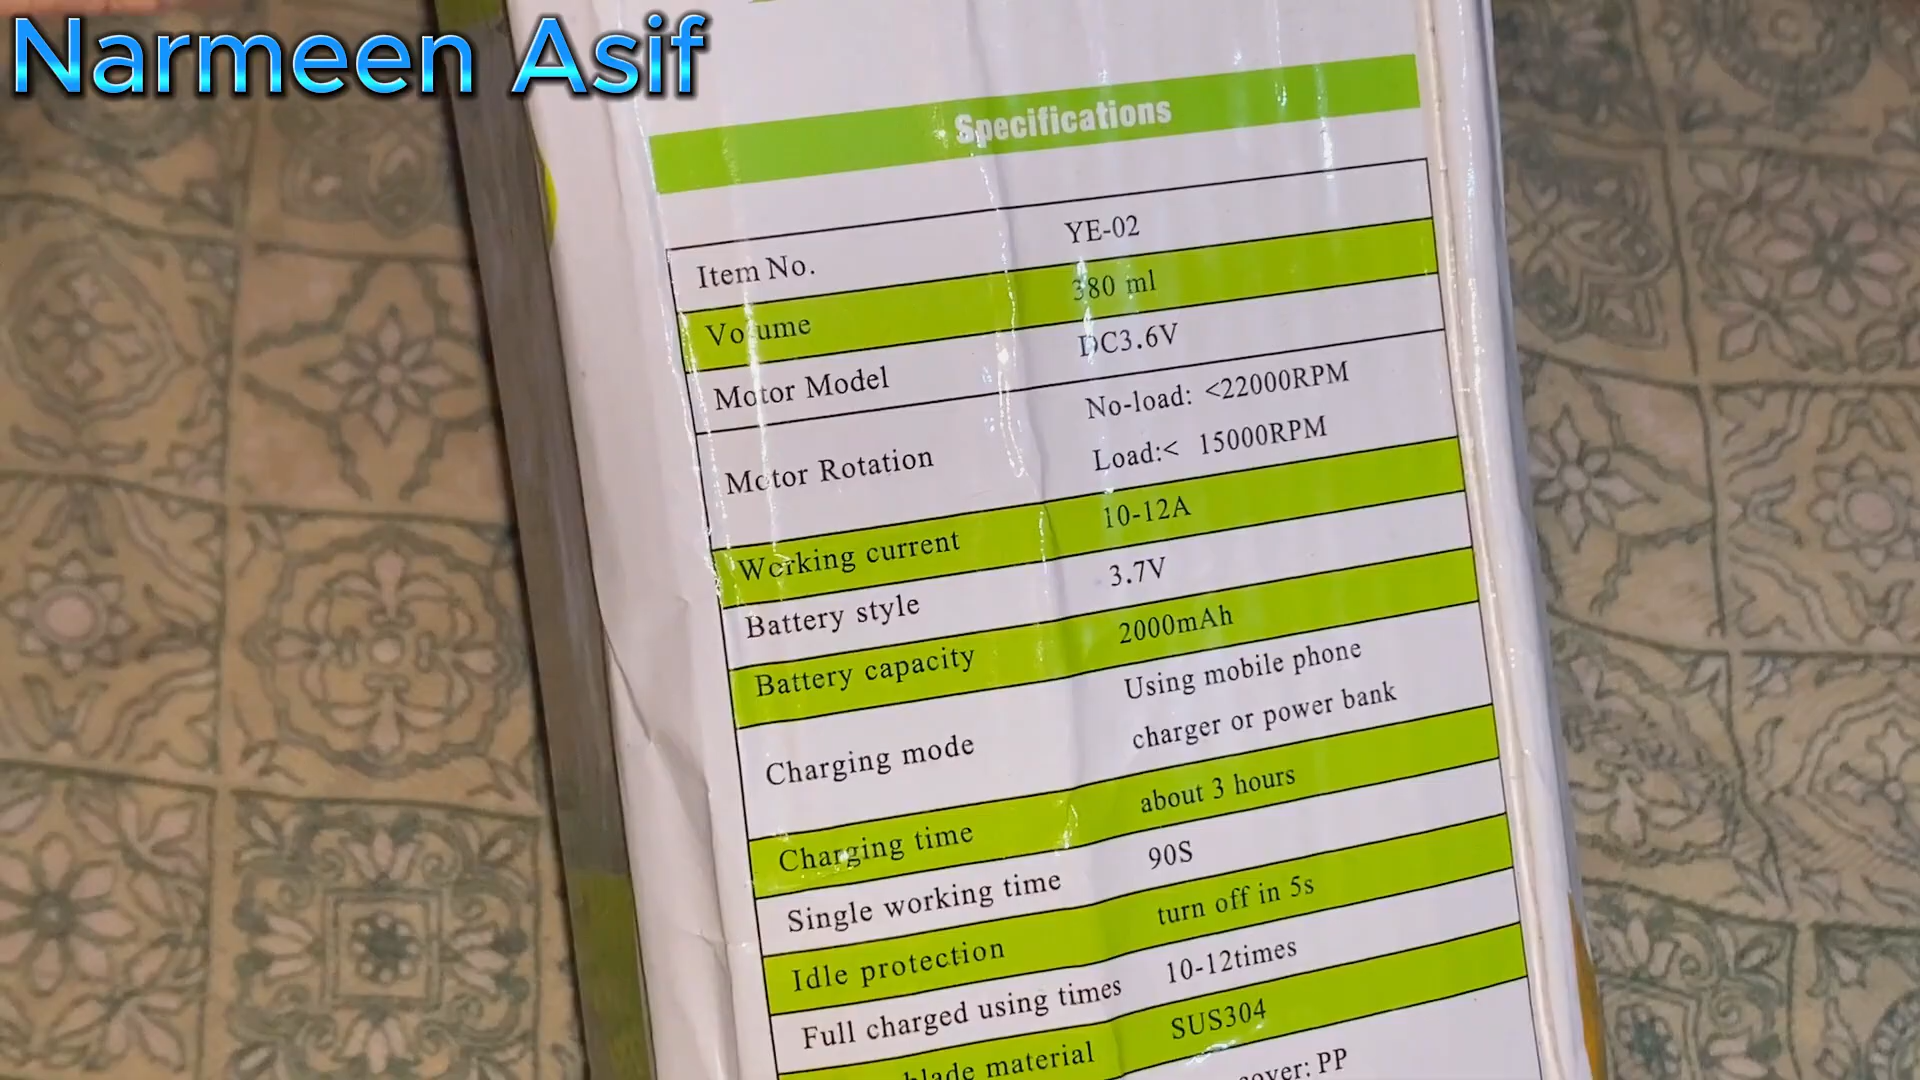 Narmeen Asif
Specifications
Item No. YE-02
Volume 380 ml
Motor Model DC3.6V
Motor Rotation No-load: <22000RPM
Load:< 15000RPM
Working current 10-12A
Battery style 3.7V
Battery capacity 2000mAh
Charging mode Using mobile phone
charger or power bank
Charging time about 3 hours
Single working time 90S
Idle protection turn off in 5s
Full charged using times 10-12times
blade material SUS304
cover: PP